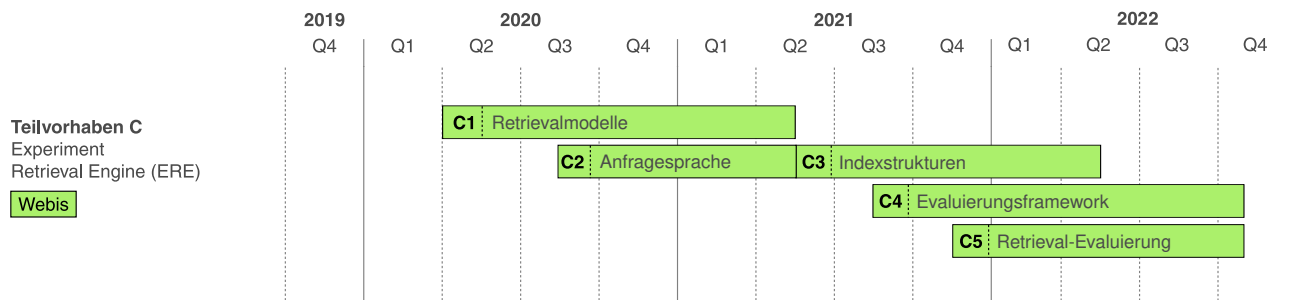 2019 2020 2021 2022
Q4 Q1 Q2 Q3 Q4 Q1 Q2 Q3 Q4 Q1 Q2 Q3 Q4
Teilvorhaben C
Experiment
Retrieval Engine (ERE)
Webis
C1 Retrievalmodelle
C2 Anfragesprache C3 Indexstrukturen
C4 Evaluierungsframework
C5 Retrieval-Evaluierung